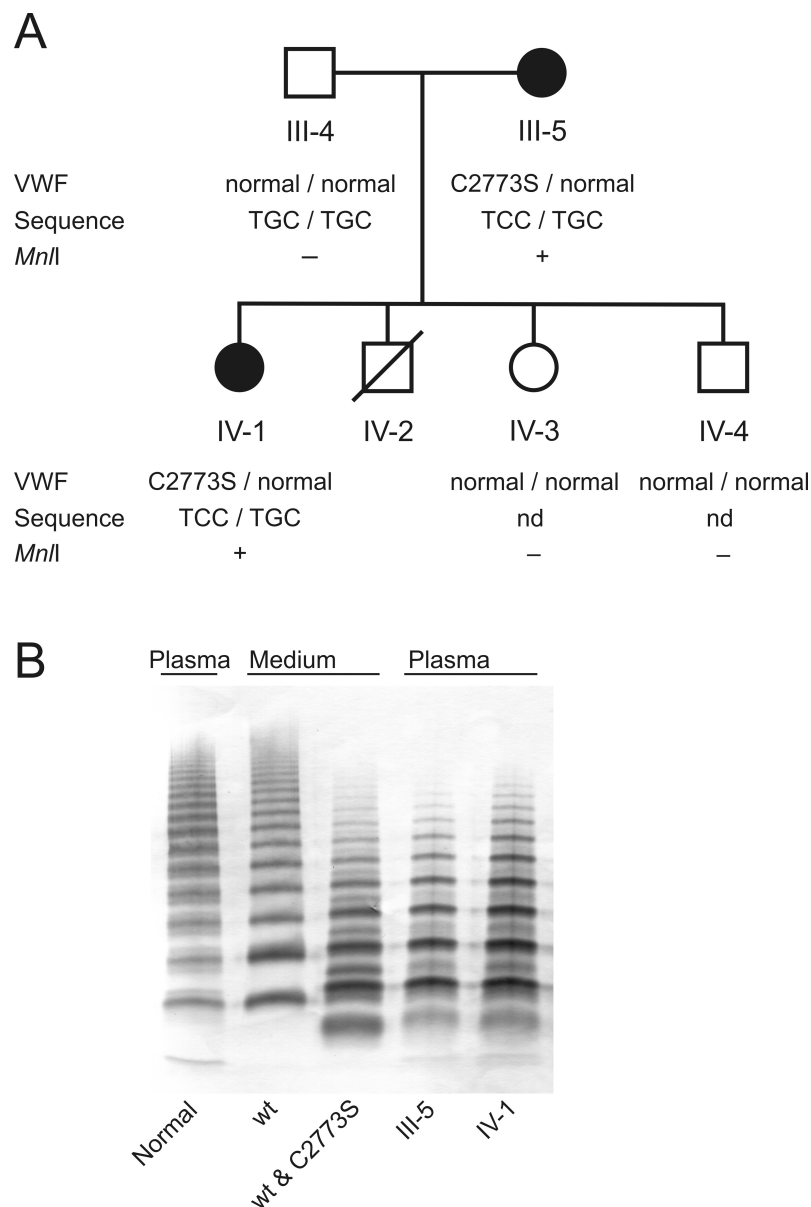 A
III-4 III-5
VWF normal / normal C2773S / normal
Sequence TGC / TGC TCC / TGC
MnlI – +
IV-1 IV-2 IV-3 IV-4
VWF C2773S / normal normal / normal normal / normal
Sequence TCC / TGC nd nd
MnlI + – –
B
Plasma Medium Plasma
Normal wt wt & C2773S III-5 IV-1